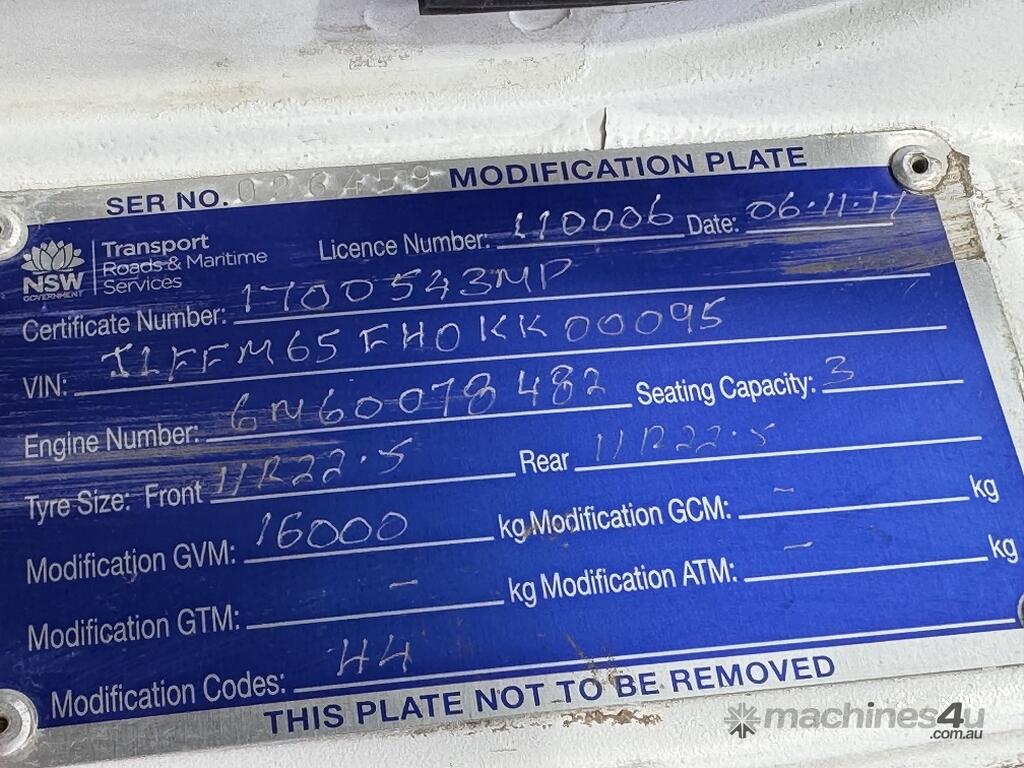 SER NO. 026459 MODIFICATION PLATE
NSW GOVERNMENT
Transport
Roads & Maritime
Services
Licence Number: 110006 Date: 06.11.17
Certificate Number: 1700543MP
VIN: JLFFM65FH0KK00095
Engine Number: 6M60078482 Seating Capacity: 3
Tyre Size: Front 11R22.5 Rear 11R22.5
Modification GVM: 16000 kg Modification GCM: - kg
Modification GTM: - kg Modification ATM: - kg
Modification Codes: H4
THIS PLATE NOT TO BE REMOVED
machines4u
.com.au